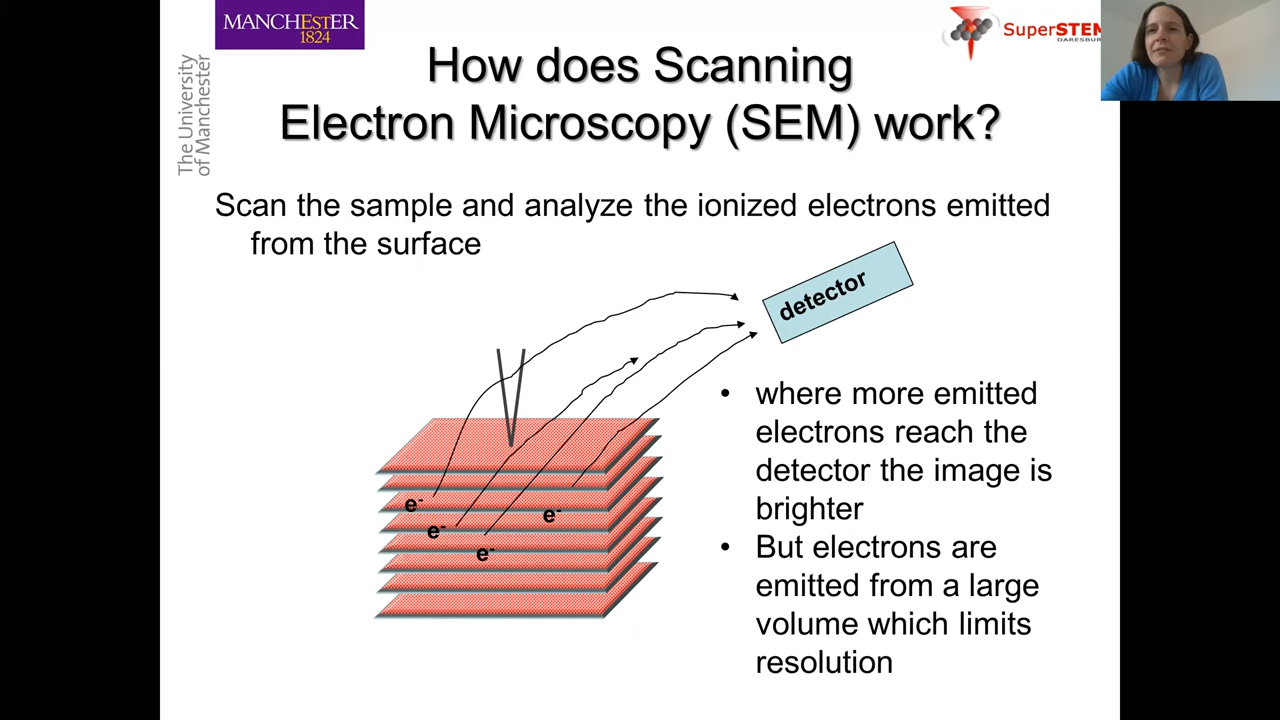 MANCHESTER
1824
The University
of Manchester
SuperSTEM
DARESBURY
How does Scanning
Electron Microscopy (SEM) work?
Scan the sample and analyze the ionized electrons emitted
from the surface
detector
e-
e-
e-
e-
• where more emitted
electrons reach the
detector the image is
brighter
• But electrons are
emitted from a large
volume which limits
resolution